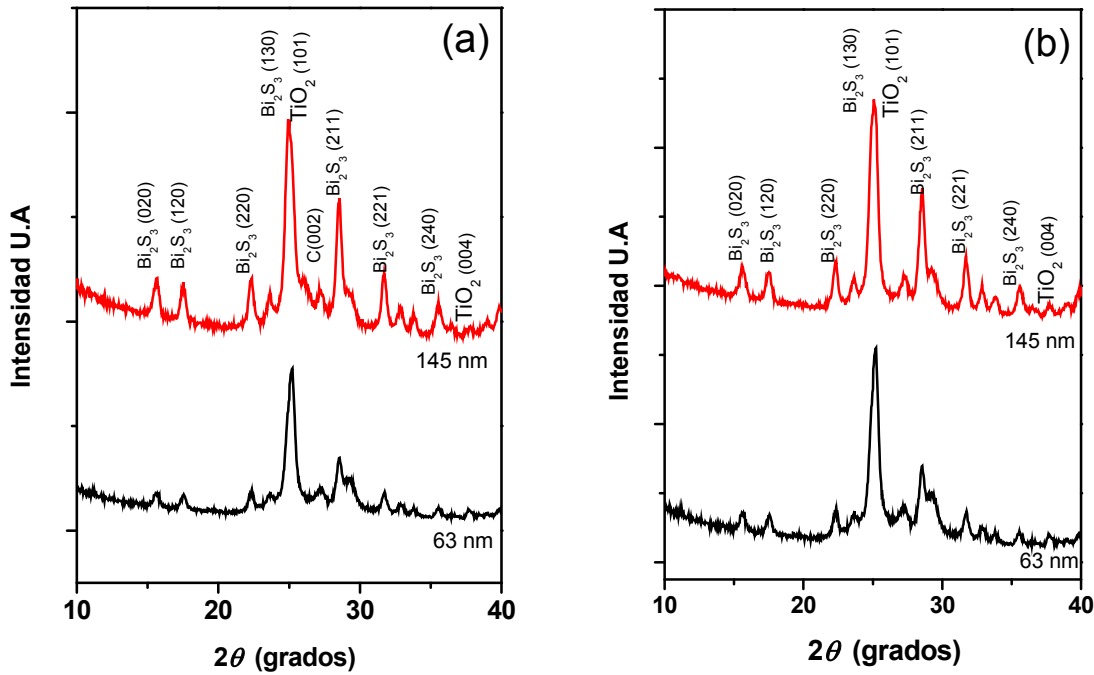 (a)
Bi₂S₃ (020)
Bi₂S₃ (120)
Bi₂S₃ (220)
Bi₂S₃ (130)
TiO₂ (101)
C(002)
Bi₂S₃ (211)
Bi₂S₃ (221)
Bi₂S₃ (240)
TiO₂ (004)
145 nm
63 nm
Intensidad U.A
10 20 30 40
2θ (grados)
(b)
Bi₂S₃ (020)
Bi₂S₃ (120)
Bi₂S₃ (220)
Bi₂S₃ (130)
TiO₂ (101)
Bi₂S₃ (211)
Bi₂S₃ (221)
Bi₂S₃ (240)
TiO₂ (004)
145 nm
63 nm
Intensidad U.A
10 20 30 40
2θ (grados)